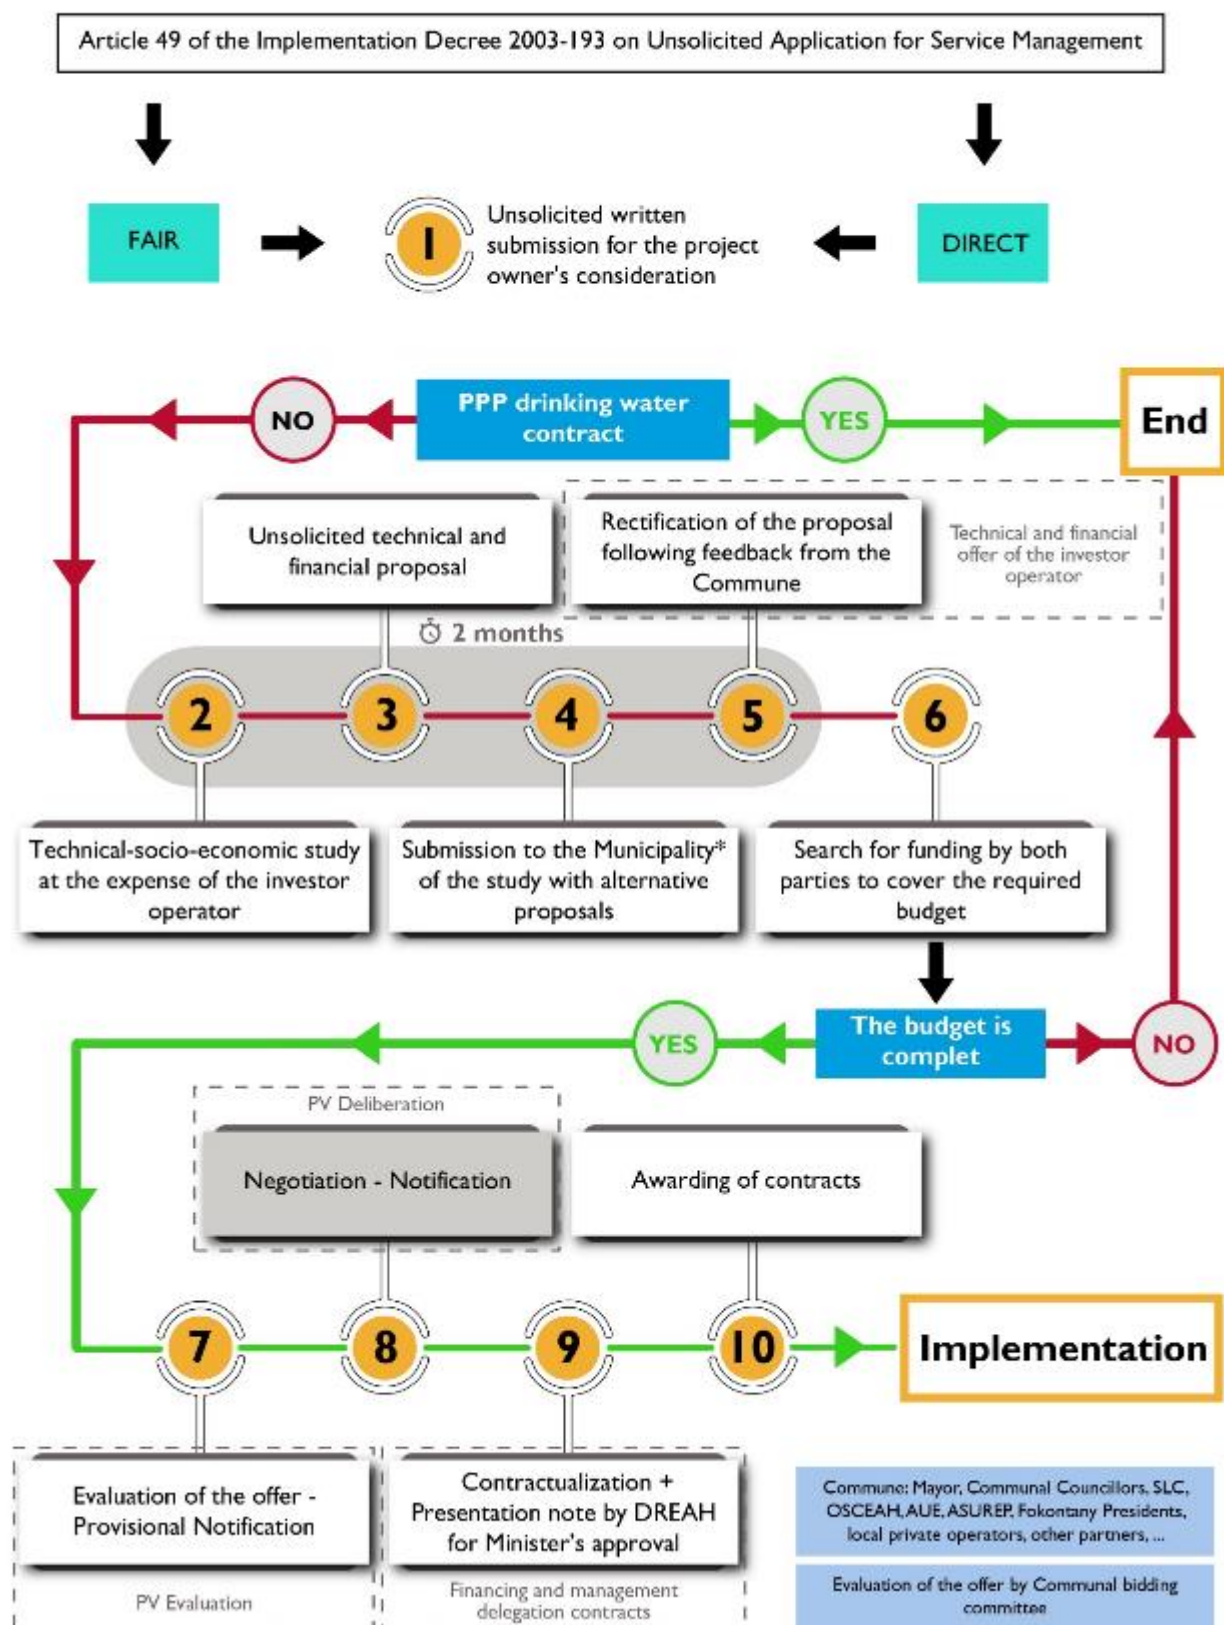 Article 49 of the Implementation Decree 2003-193 on Unsolicited Application for Service Management
FAIR
1
Unsolicited written
submission for the project
owner's consideration
DIRECT
NO
PPP drinking water
contract
YES
End
Unsolicited technical and
financial proposal
Rectification of the proposal
following feedback from the
Commune
Technical and financial
offer of the investor
operator
2 months
2
3
4
5
6
Technical-socio-economic study
at the expense of the investor
operator
Submission to the Municipality*
of the study with alternative
proposals
Search for funding by both
parties to cover the required
budget
YES
The budget is
complet
NO
PV Deliberation
Negotiation - Notification
Awarding of contracts
7
8
9
10
Implementation
Evaluation of the offer -
Provisional Notification
PV Evaluation
Contractualization +
Presentation note by DREAH
for Minister's approval
Financing and management
delegation contracts
Commune: Mayor, Communal Councillors, SLC,
OSCEAH, AUE, ASUREP, Fokontany Presidents,
local private operators, other partners, ...
Evaluation of the offer by Communal bidding
committee